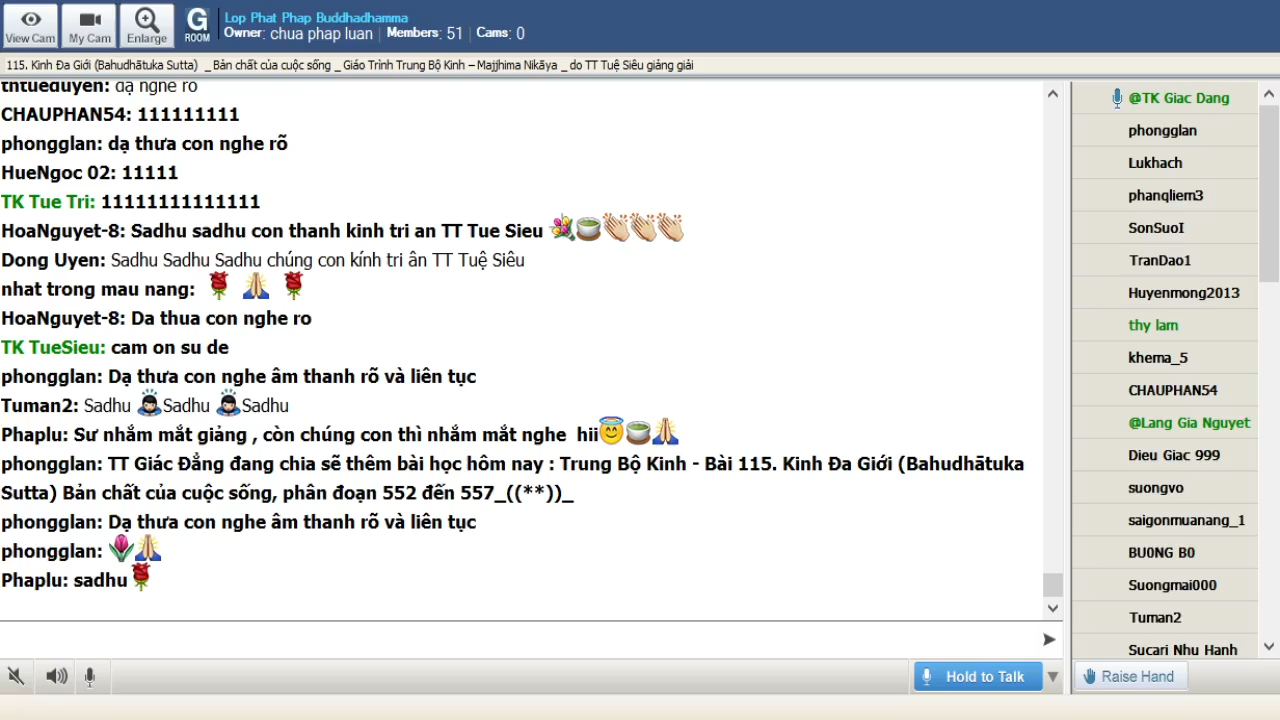 View Cam
My Cam
Enlarge
G
ROOM
Lop Phat Phap Buddhadhamma
Owner: chua phap luan | Members: 51 | Cams: 0
115. Kinh Đa Giới (Bahudhātuka Sutta) _ Bản chất của cuộc sống _ Giáo Trình Trung Bộ Kinh – Majjhima Nikāya _ do TT Tuệ Siêu giảng giải
thtueduyen: dạ nghe rõ
CHAUPHAN54: 111111111
phongglan: dạ thưa con nghe rõ
HueNgoc 02: 11111
TK Tue Tri: 11111111111111
HoaNguyet-8: Sadhu sadhu con thanh kinh tri an TT Tue Sieu
Dong Uyen: Sadhu Sadhu Sadhu chúng con kính tri ân TT Tuệ Siêu
nhat trong mau nang:
HoaNguyet-8: Da thua con nghe ro
TK TueSieu: cam on su de
phongglan: Dạ thưa con nghe âm thanh rõ và liên tục
Tuman2: Sadhu Sadhu Sadhu
Phaplu: Sư nhắm mắt giảng , còn chúng con thì nhắm mắt nghe hii
phongglan: TT Giác Đẳng đang chia sẽ thêm bài học hôm nay : Trung Bộ Kinh - Bài 115. Kinh Đa Giới (Bahudhātuka
Sutta) Bản chất của cuộc sống, phân đoạn 552 đến 557_((**))_
phongglan: Dạ thưa con nghe âm thanh rõ và liên tục
phongglan:
Phaplu: sadhu
Hold to Talk
@TK Giac Dang
phongglan
Lukhach
phanqliem3
SonSuoI
TranDao1
Huyenmong2013
thy lam
khema_5
CHAUPHAN54
@Lang Gia Nguyet
Dieu Giac 999
suongvo
saigonmuanang_1
BU0NG B0
Suongmai000
Tuman2
Sucari Nhu Hanh
Raise Hand